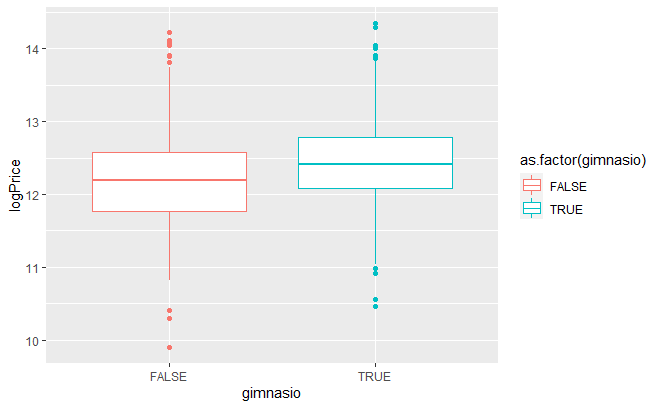 14
13
12
11
10
logPrice
FALSE
TRUE
gimnasio
as.factor(gimnasio)
FALSE
TRUE